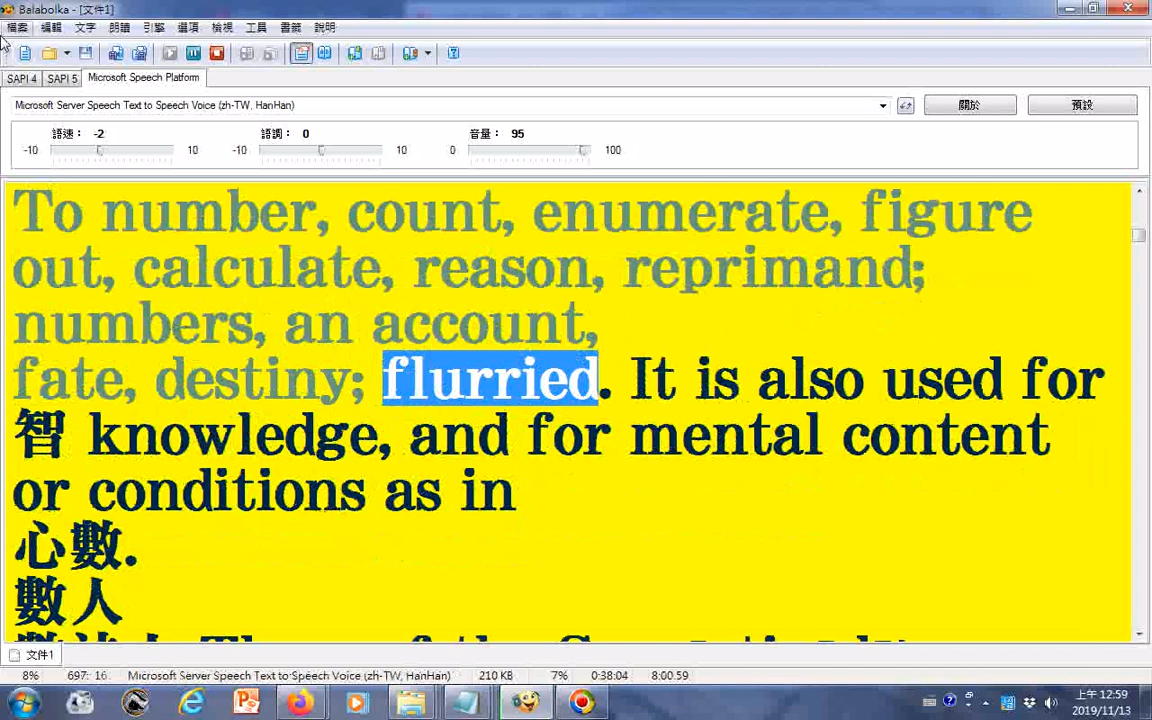 Balabolka - [文件1]
檔案 編輯 文字 朗讀 引擎 選項 檢視 工具 書籤 說明
SAPI 4 SAPI 5 Microsoft Speech Platform
Microsoft Server Speech Text to Speech Voice (zh-TW, HanHan) 關於 預設
語速： -2 語調： 0 音量： 95
-10 10 -10 10 0 100
To number, count, enumerate, figure
out, calculate, reason, reprimand;
numbers, an account,
fate, destiny; flurried. It is also used for
智 knowledge, and for mental content
or conditions as in
心數.
數人
文件1
8% 697: 16 Microsoft Server Speech Text to Speech Voice (zh-TW, HanHan) 210 KB 7% 0:38:04 8:00.59
上午 12:59
2019/11/13